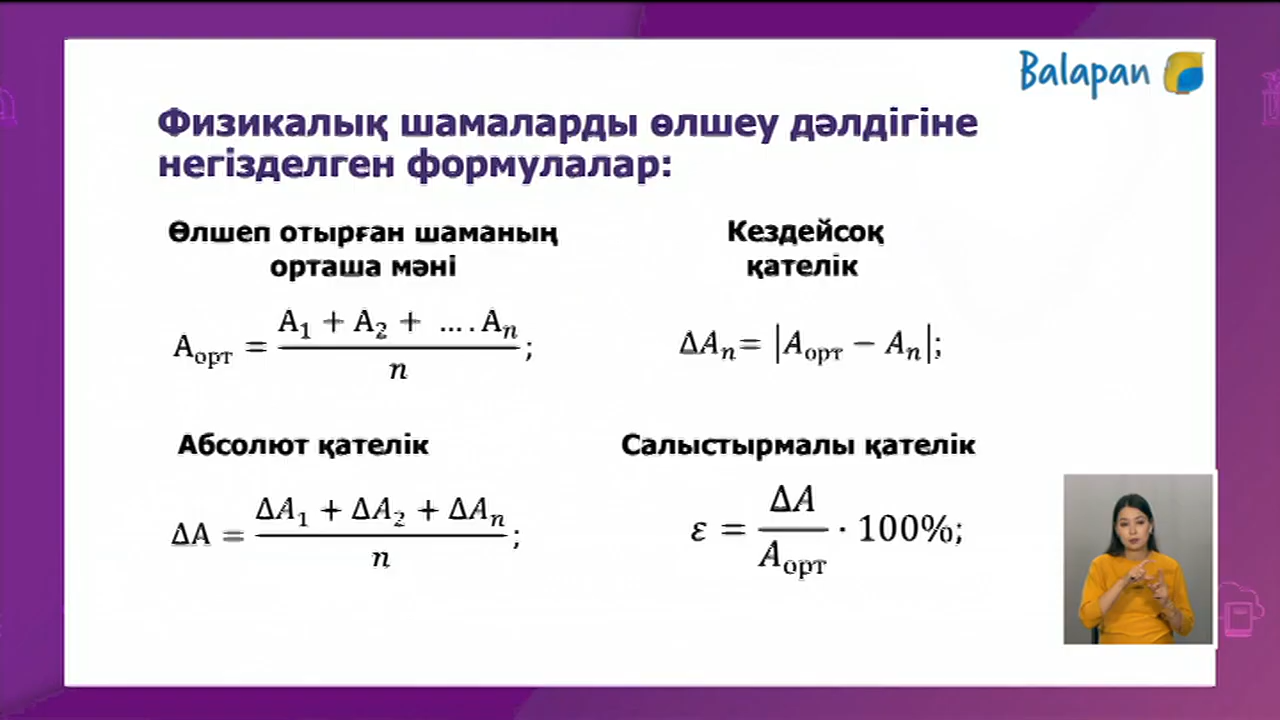 Balapan
Физикалық шамаларды өлшеу дәлдігіне
негізделген формулалар:
Өлшеп отырған шаманың
орташа мәні
Aорт = (A₁ + A₂ + .... Aₙ) / n;
Кездейсоқ
қателік
ΔAₙ = |Aорт − Aₙ|;
Абсолют қателік
ΔA = (ΔA₁ + ΔA₂ + ΔAₙ) / n;
Салыстырмалы қателік
ε = ΔA / Aорт · 100%;